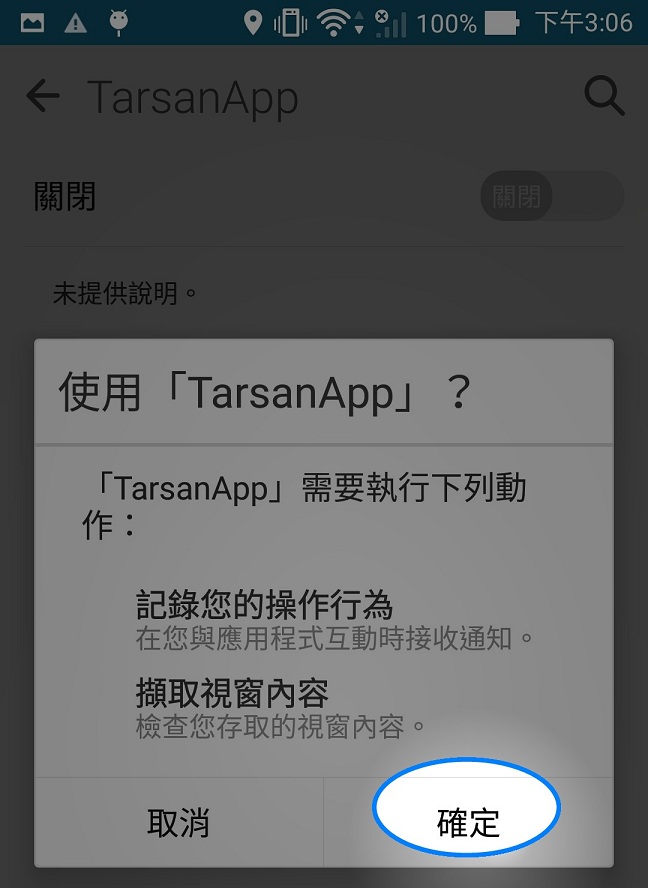 100% 下午3:06
TarsanApp
關閉
關閉
未提供說明。
使用「TarsanApp」？
「TarsanApp」需要執行下列動
作：
記錄您的操作行為
在您與應用程式互動時接收通知。
擷取視窗內容
檢查您存取的視窗內容。
取消
確定